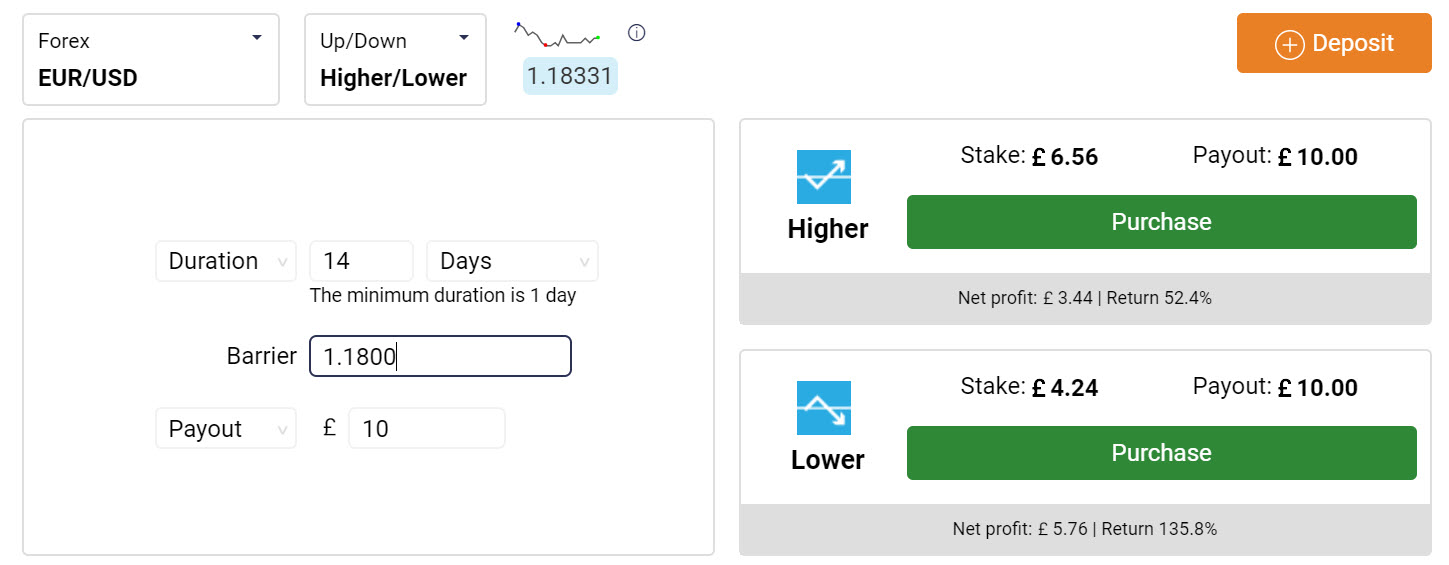 Forex
EUR/USD
Up/Down
Higher/Lower
1.18331
Deposit
Duration 14 Days
The minimum duration is 1 day
Barrier 1.1800
Payout £ 10
Stake: £ 6.56 Payout: £ 10.00
Higher
Purchase
Net profit: £ 3.44 | Return 52.4%
Stake: £ 4.24 Payout: £ 10.00
Lower
Purchase
Net profit: £ 5.76 | Return 135.8%